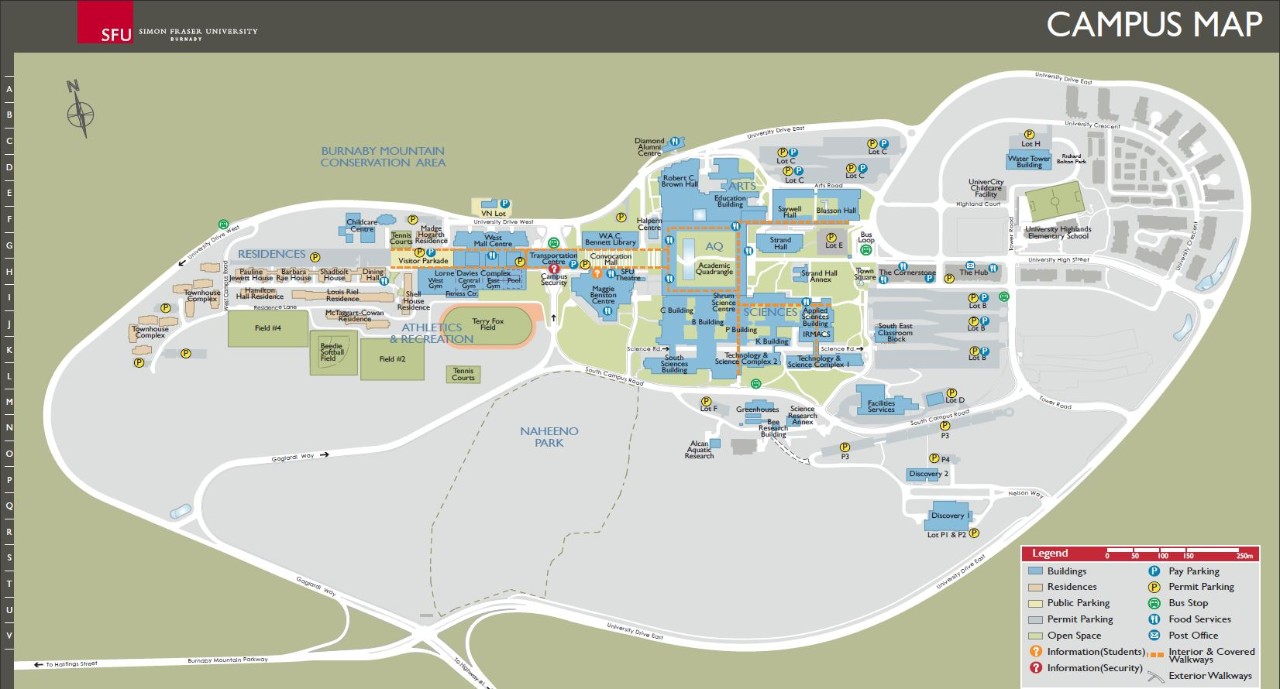 SFU
SIMON FRASER UNIVERSITY
BURNABY
CAMPUS MAP
A
B
C
D
E
F
G
H
I
J
K
L
M
N
O
P
Q
R
S
T
U
V
N
BURNABY MOUNTAIN
CONSERVATION AREA
University Drive East
University Crescent
Lot H
Water Tower
Building
Richard
Bolton Park
UniverCity
Childcare
Facility
Highland Court
Tower Road
University Highlands
Elementary School
University High Street
University Crescent
University Drive East
University Drive East
Diamond
Alumni
Centre
Lot C
Lot C
Lot C
Lot C
Arts Road
Robert C.
Brown Hall
ARTS
Education
Building
Saywell
Hall
Blusson Hall
VN Lot
University Drive West
University Drive West
Childcare
Centre
Tennis
Courts
Madge
Hogarth
Residence
West
Mall Centre
Halpern
Centre
W.A.C.
Bennett Library
AQ
Academic
Quadrangle
Strand
Hall
Lot E
Bus
Loop
RESIDENCES
Visitor Parkade
Transportation
Centre
Convocation
Mall
Campus
Security
SFU
Theatre
Strand Hall
Annex
Town
Square
The Cornerstone
The Hub
Pauline
Jewett House
Barbara
Rae House
Shadbolt
House
Dining
Hall
Lorne Davies Complex
West
Gym
Central
Gym
East
Gym
Pool
Fitness Ctr
Maggie
Benston
Centre
Townhouse
Complex
Hamilton
Hall Residence
Louis Riel
Residence
Shell
House
Residence
Residence Lane
McTaggart-Cowan
Residence
Shrum
Science
Centre
C Building
B Building
P Building
K Building
SCIENCES
Applied
Sciences
Building
IRMACS
Lot B
Lot B
Lot B
South East
Classroom
Block
Townhouse
Complex
Field #4
ATHLETICS
& RECREATION
Terry Fox
Field
Beedie
Softball
Field
Field #2
Tennis
Courts
Science Rd.
Science Rd.
South
Sciences
Building
Technology &
Science Complex 2
Technology &
Science Complex 1
South Campus Road
Lot F
Greenhouses
Science
Research
Annex
Bee
Research
Building
Alcan
Aquatic
Research
Facilities
Services
Lot D
South Campus Road
P3
P3
P4
Tower Road
Discovery 2
Nelson Way
Discovery 1
Lot P1 & P2
NAHEENO
PARK
Gaglardi Way
Gaglardi Way
University Drive East
University Drive East
Burnaby Mountain Parkway
To Hastings Street
To Highway #1
Legend
0 50 100 150 250m
Buildings
Residences
Public Parking
Permit Parking
Open Space
Information(Students)
Information(Security)
Pay Parking
Permit Parking
Bus Stop
Food Services
Post Office
Interior & Covered
Walkways
Exterior Walkways